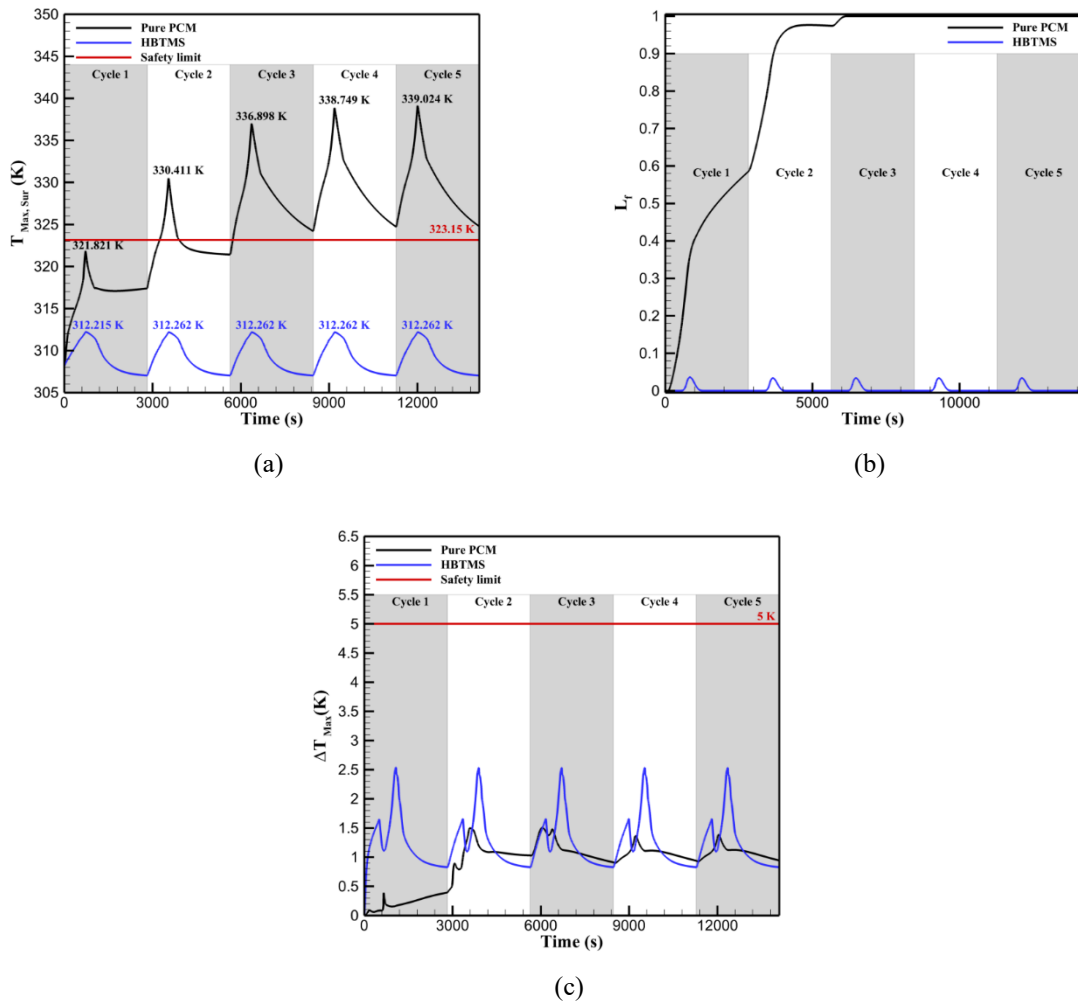 350
345
340
335
330
325
320
315
310
305
T Max, Sur (K)
Pure PCM
HBTMS
Safety limit
Cycle 1 Cycle 2 Cycle 3 Cycle 4 Cycle 5
321.821 K
330.411 K
336.898 K
338.749 K
339.024 K
323.15 K
312.215 K 312.262 K 312.262 K 312.262 K 312.262 K
0 3000 6000 9000 12000
Time (s)
(a)
1
0.9
0.8
0.7
0.6
0.5
0.4
0.3
0.2
0.1
0
Lf
Pure PCM
HBTMS
Cycle 1 Cycle 2 Cycle 3 Cycle 4 Cycle 5
0 5000 10000
Time (s)
(b)
6.5
6
5.5
5
4.5
4
3.5
3
2.5
2
1.5
1
0.5
0
ΔT Max (K)
Pure PCM
HBTMS
Safety limit
Cycle 1 Cycle 2 Cycle 3 Cycle 4 Cycle 5
5 K
0 3000 6000 9000 12000
Time (s)
(c)